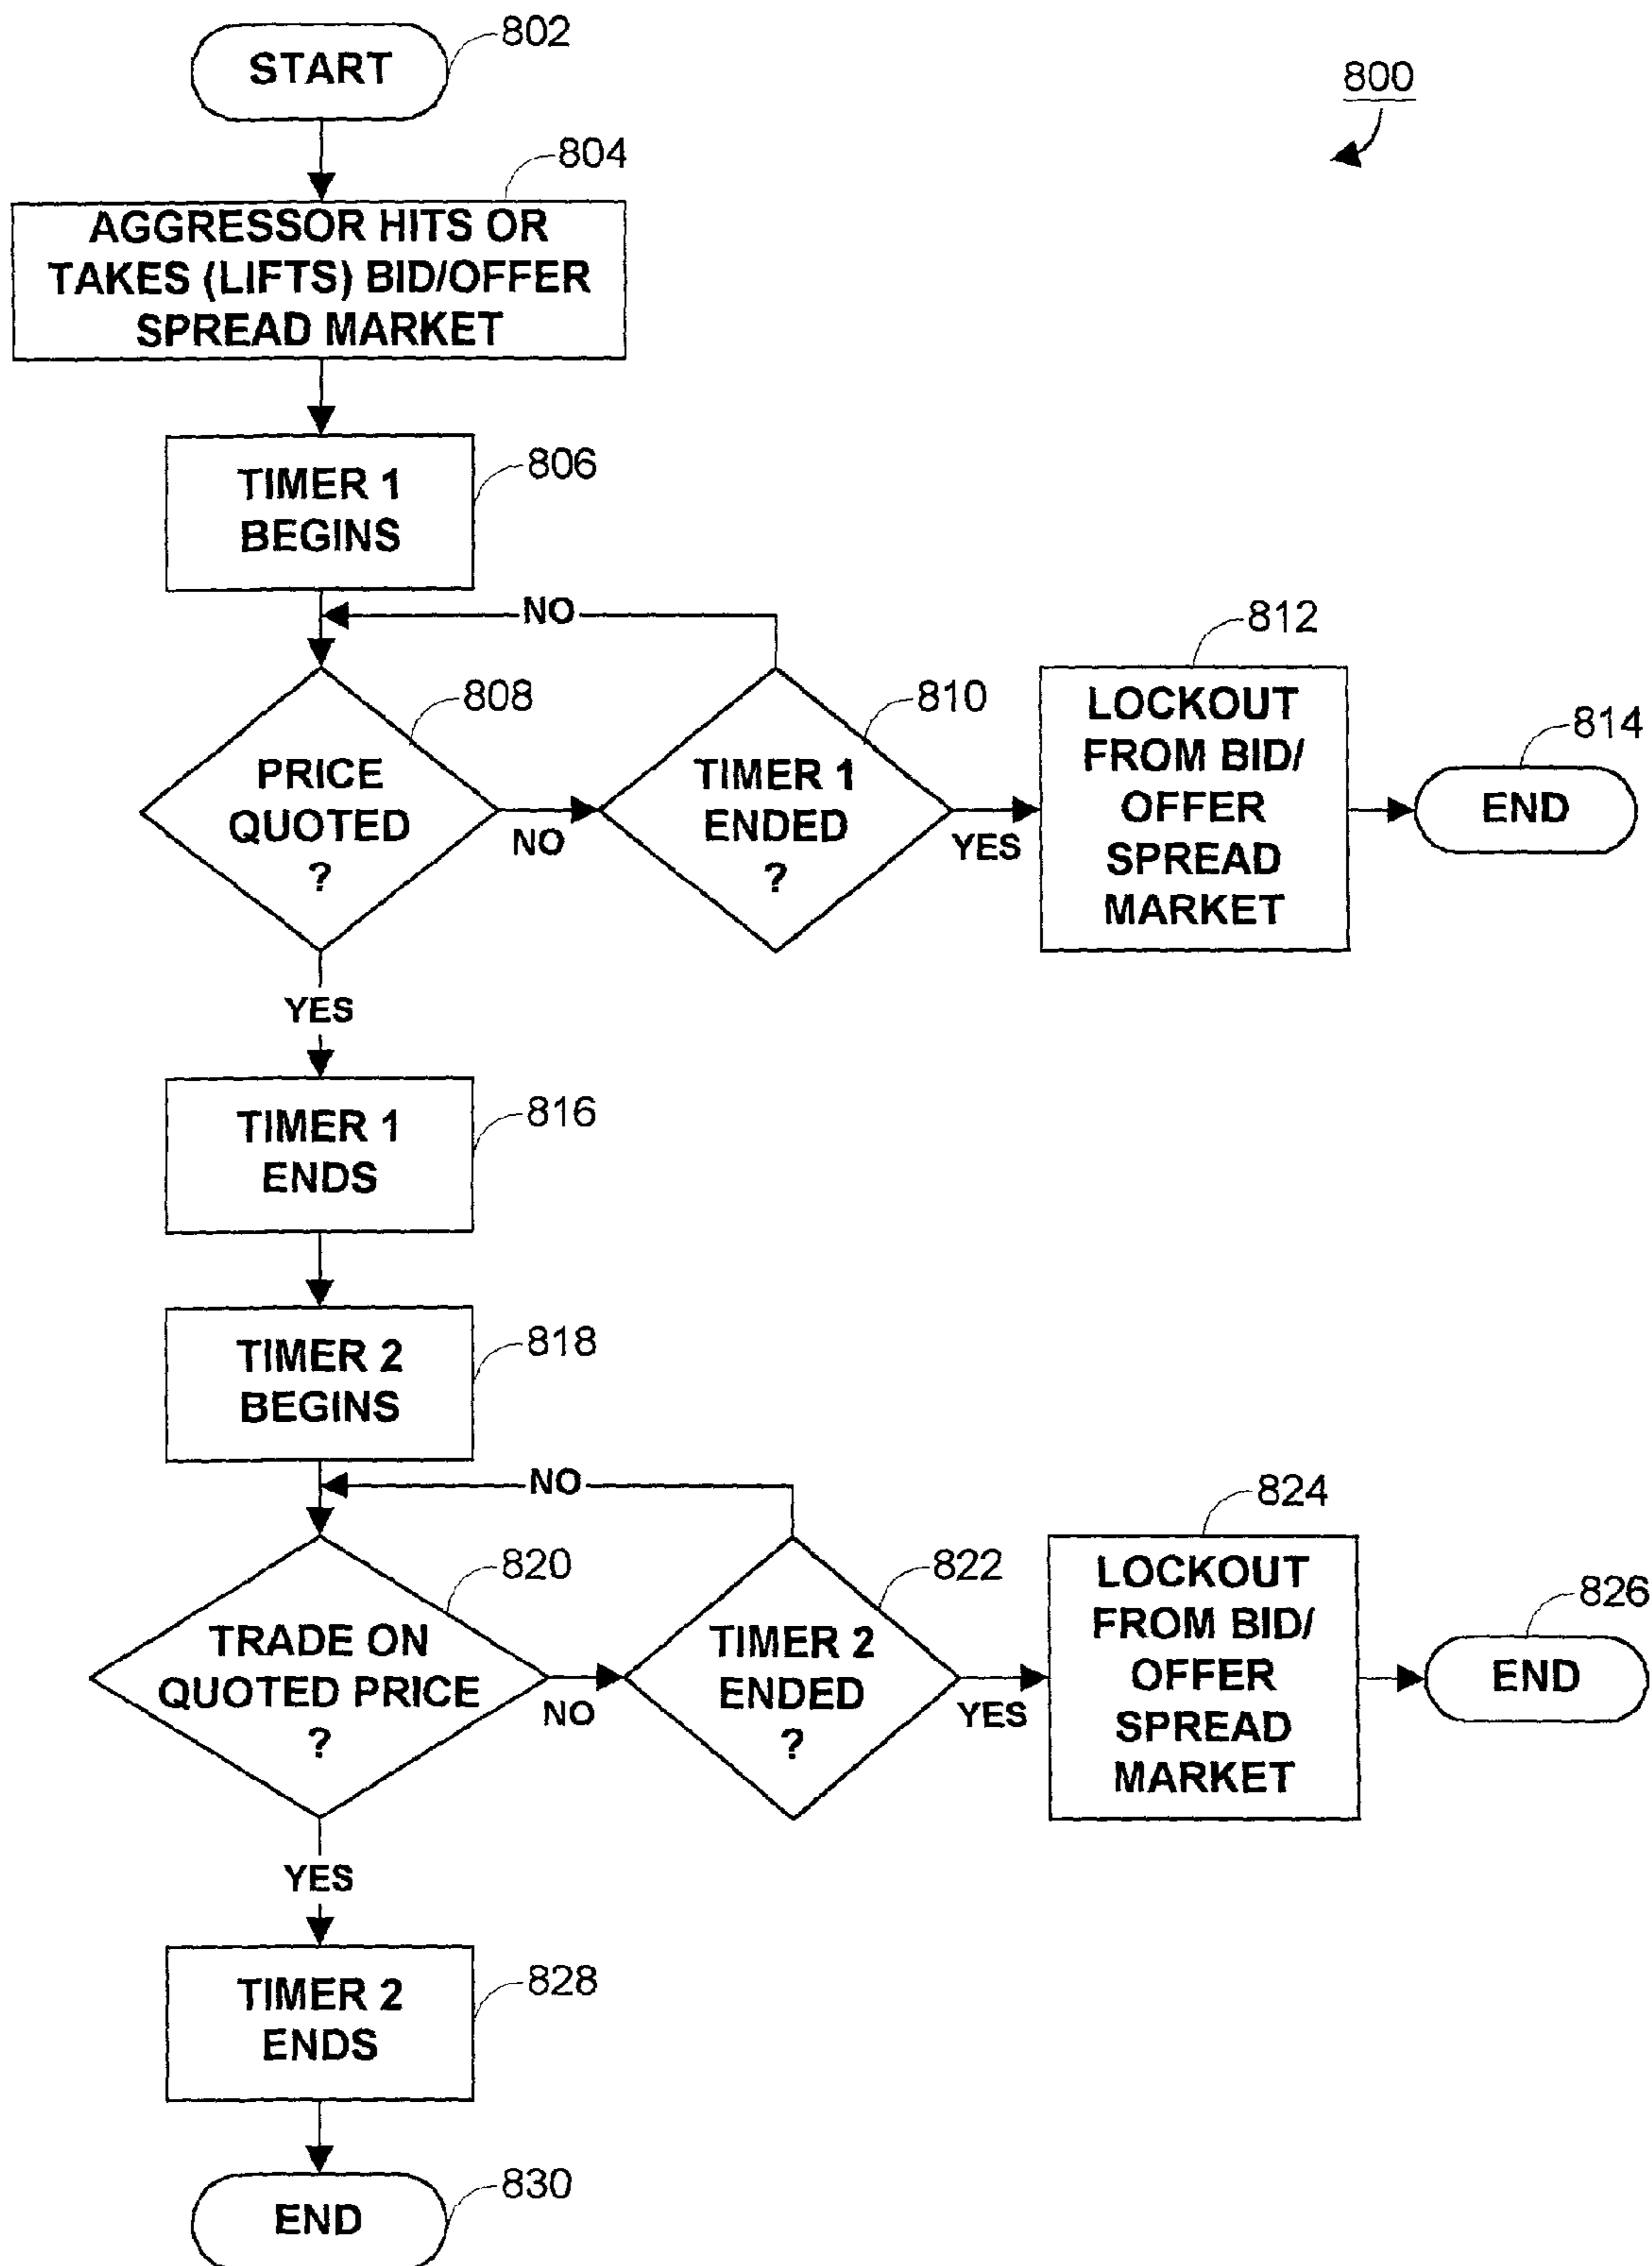 START
802
800
804
AGGRESSOR HITS OR
TAKES (LIFTS) BID/OFFER
SPREAD MARKET
TIMER 1
BEGINS
806
NO
808
PRICE
QUOTED
?
NO
810
TIMER 1
ENDED
?
YES
812
LOCKOUT
FROM BID/
OFFER
SPREAD
MARKET
814
END
YES
TIMER 1
ENDS
816
TIMER 2
BEGINS
818
NO
820
TRADE ON
QUOTED PRICE
?
NO
822
TIMER 2
ENDED
?
YES
824
LOCKOUT
FROM BID/
OFFER
SPREAD
MARKET
826
END
YES
TIMER 2
ENDS
828
END
830